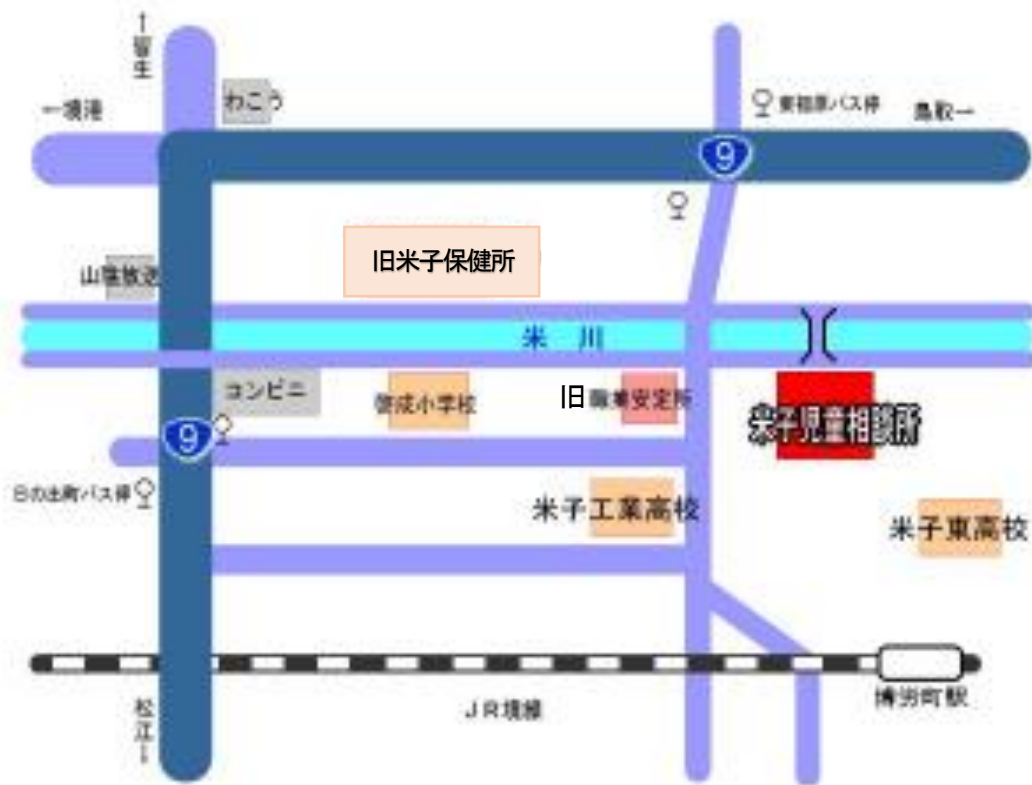 ↑皆生
わこう
←境港
東福原バス停
鳥取→
9
旧米子保健所
山陰放送
米 川
コンビニ
啓成小学校
旧 職業安定所
米子児童相談所
9
日の出町バス停
米子工業高校
米子東高校
博労町駅
JR境線
松江↓